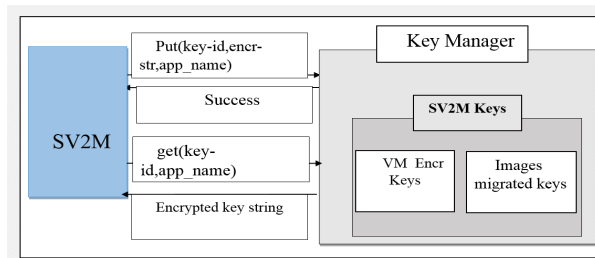 Put(key-id,encr-
str,app_name)
Success
get(key-
id,app_name)
Encrypted key string
SV2M
Key Manager
SV2M Keys
VM Encr
Keys
Images
migrated keys